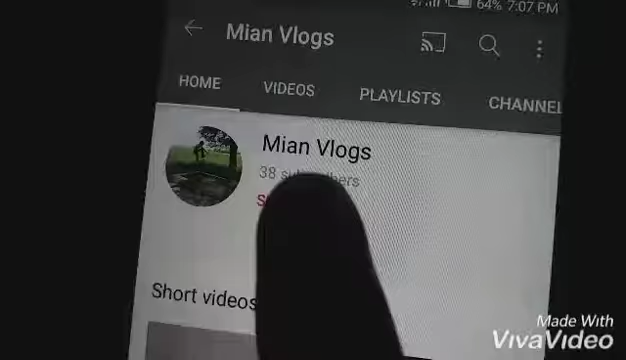 64% 7:07 PM
Mian Vlogs
HOME VIDEOS PLAYLISTS CHANNEL
Mian Vlogs
38
Short videos
Made With
VivaVideo